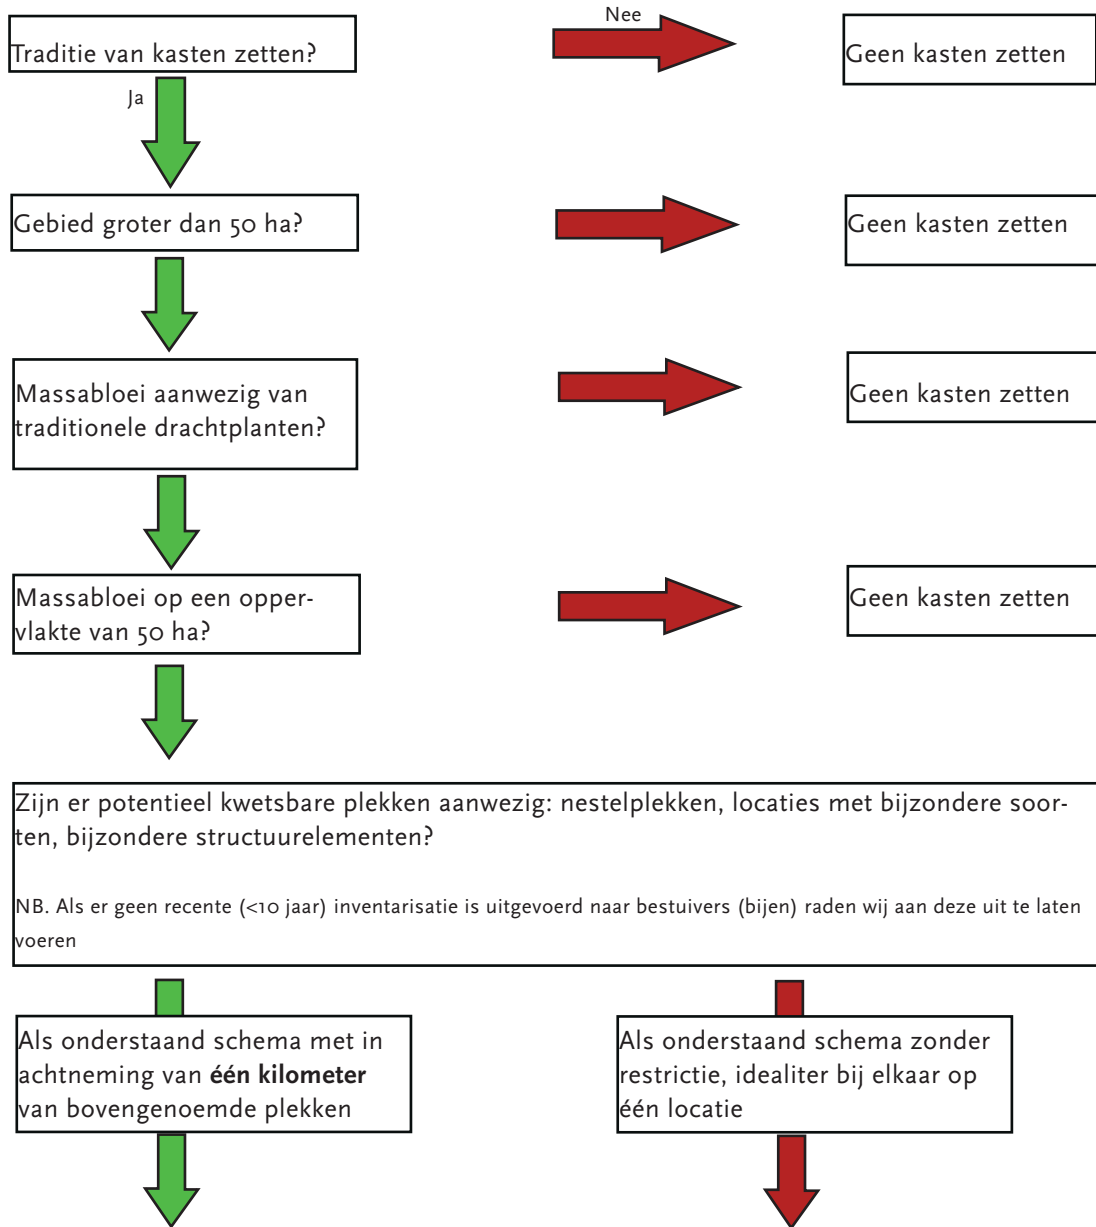 Nee
Traditie van kasten zetten?
Geen kasten zetten
Ja
Gebied groter dan 50 ha?
Geen kasten zetten
Massabloei aanwezig van
traditionele drachtplanten?
Geen kasten zetten
Massabloei op een opper-
vlakte van 50 ha?
Geen kasten zetten
Zijn er potentieel kwetsbare plekken aanwezig: nestelplekken, locaties met bijzondere soor-
ten, bijzondere structuurelementen?
NB. Als er geen recente (<10 jaar) inventarisatie is uitgevoerd naar bestuivers (bijen) raden wij aan deze uit te laten
voeren
Als onderstaand schema met in
achtneming van één kilometer
van bovengenoemde plekken
Als onderstaand schema zonder
restrictie, idealiter bij elkaar op
één locatie